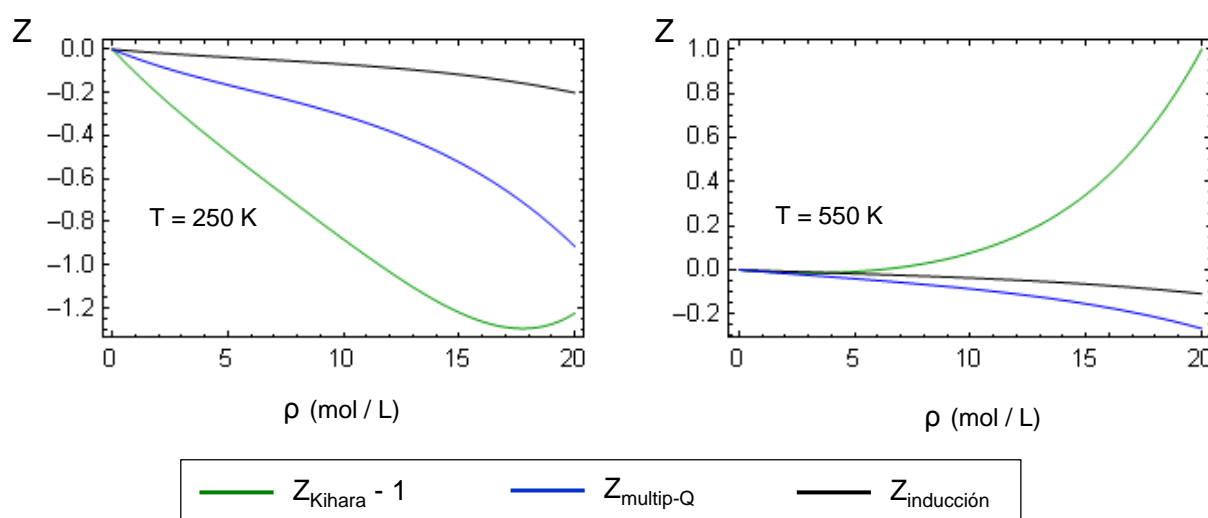 Z
0.0
−0.2
−0.4
−0.6
−0.8
−1.0
−1.2
T = 250 K
0 5 10 15 20
ρ (mol / L)
Z
1.0
0.8
0.6
0.4
0.2
0.0
−0.2
T = 550 K
0 5 10 15 20
ρ (mol / L)
Z_Kihara - 1 Z_multip-Q Z_inducción